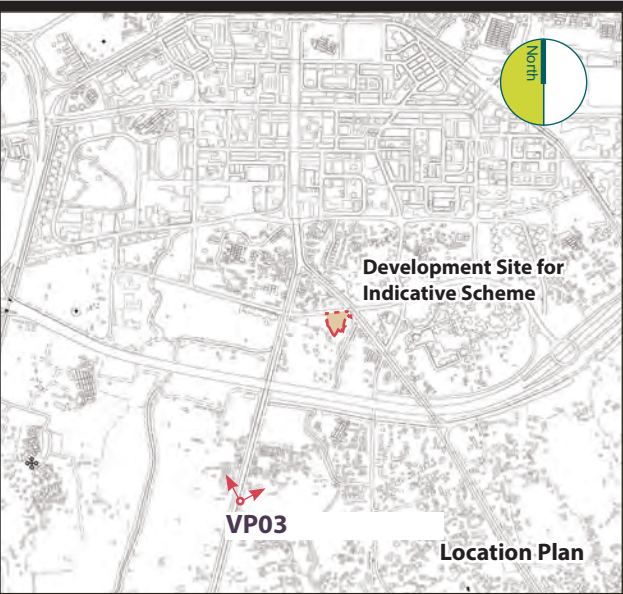 North
Development Site for
Indicative Scheme
VP03
Location Plan